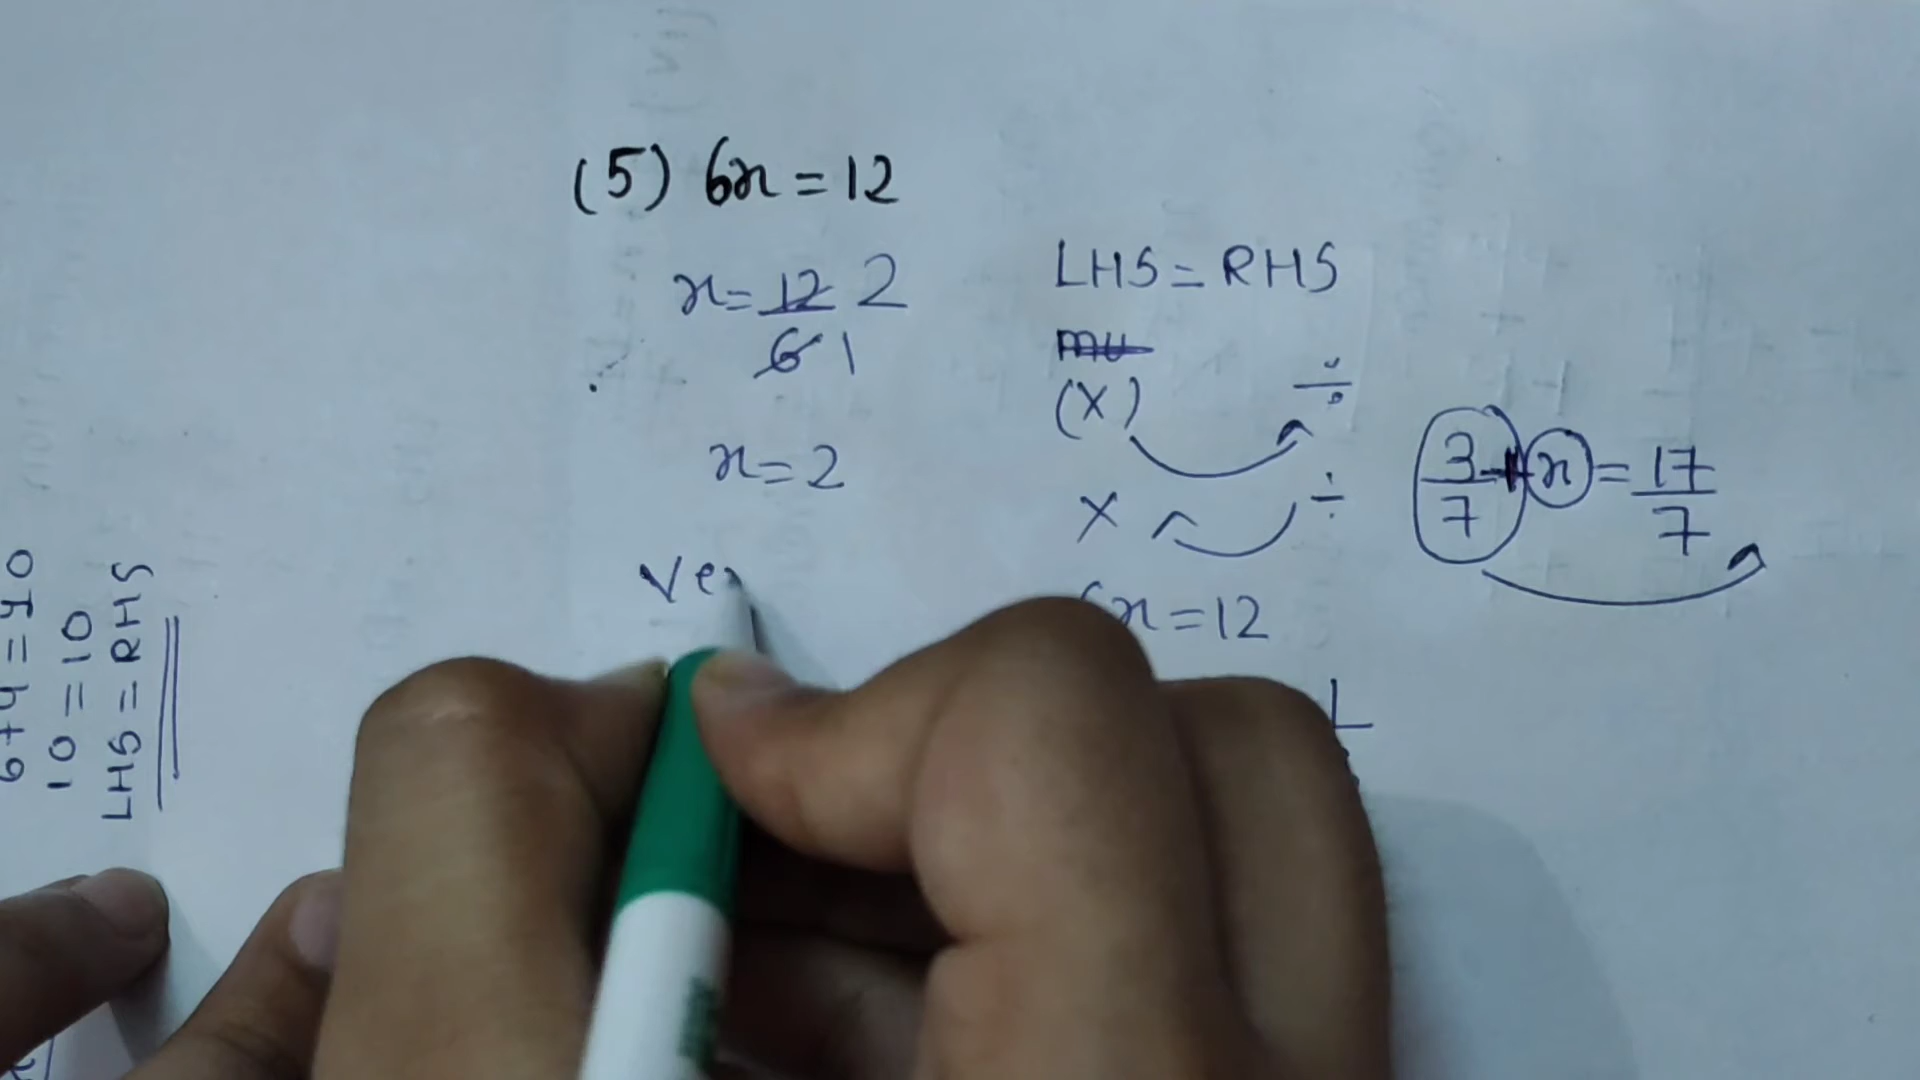 (5) 6x = 12
x = 12 2
6 1
x = 2
LHS = RHS
(X) ÷
X ÷
x = 12
3/7 + x = 17/7
6+4 = 10
10 = 10
LHS = RHS